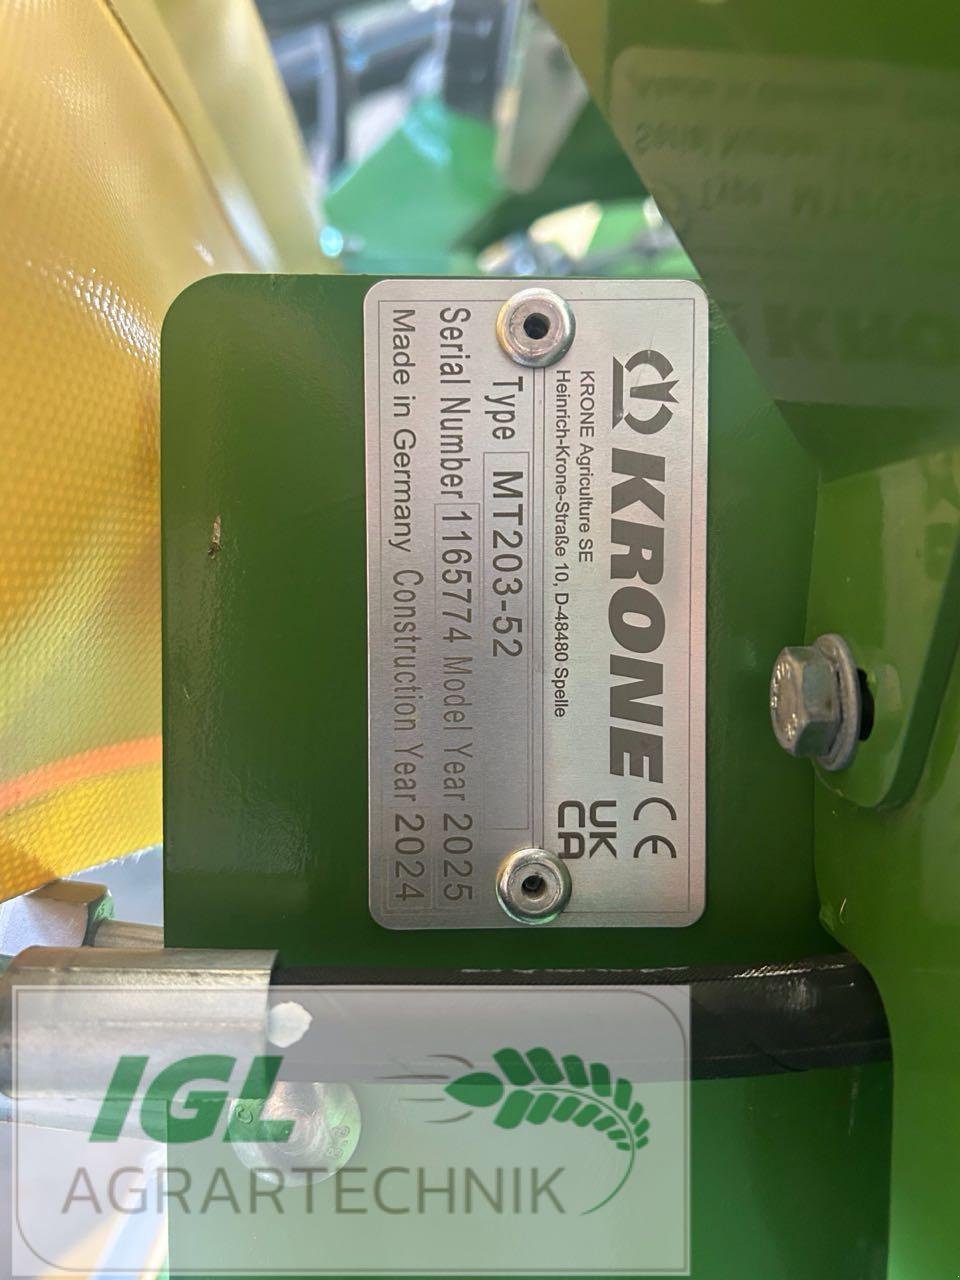 KRONE
CE
UK
CA
KRONE Agriculture SE
Heinrich-Krone-Straße 10, D-48480 Spelle
Type MT203-52
Serial Number 1165774 Model Year 2025
Made in Germany Construction Year 2024
IGL
AGRARTECHNIK